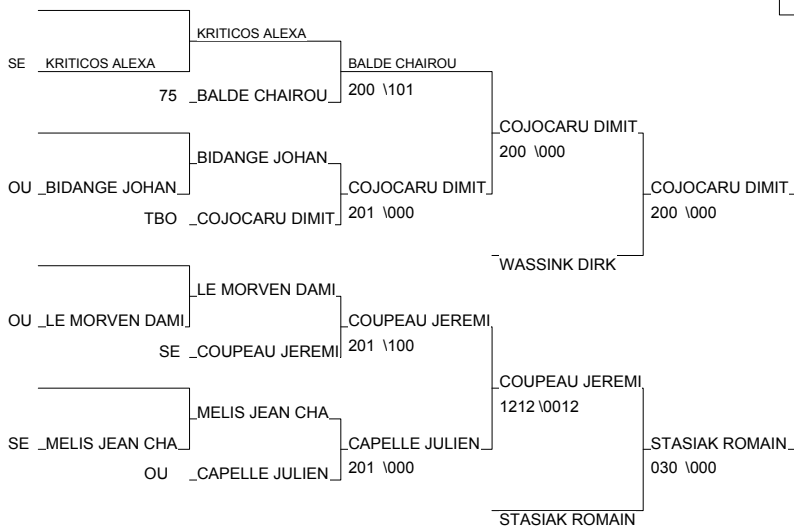 KRITICOS ALEXA
SE KRITICOS ALEXA BALDE CHAIROU
75 BALDE CHAIROU 200 \101
COJOCARU DIMIT
200 \000
BIDANGE JOHAN
OU BIDANGE JOHAN COJOCARU DIMIT COJOCARU DIMIT
TBO COJOCARU DIMIT 201 \000 200 \000
WASSINK DIRK
LE MORVEN DAMI
OU LE MORVEN DAMI COUPEAU JEREMI
SE COUPEAU JEREMI 201 \100
COUPEAU JEREMI
1212 \0012
MELIS JEAN CHA
SE MELIS JEAN CHA CAPELLE JULIEN STASIAK ROMAIN
OU CAPELLE JULIEN 201 \000 030 \000
STASIAK ROMAIN